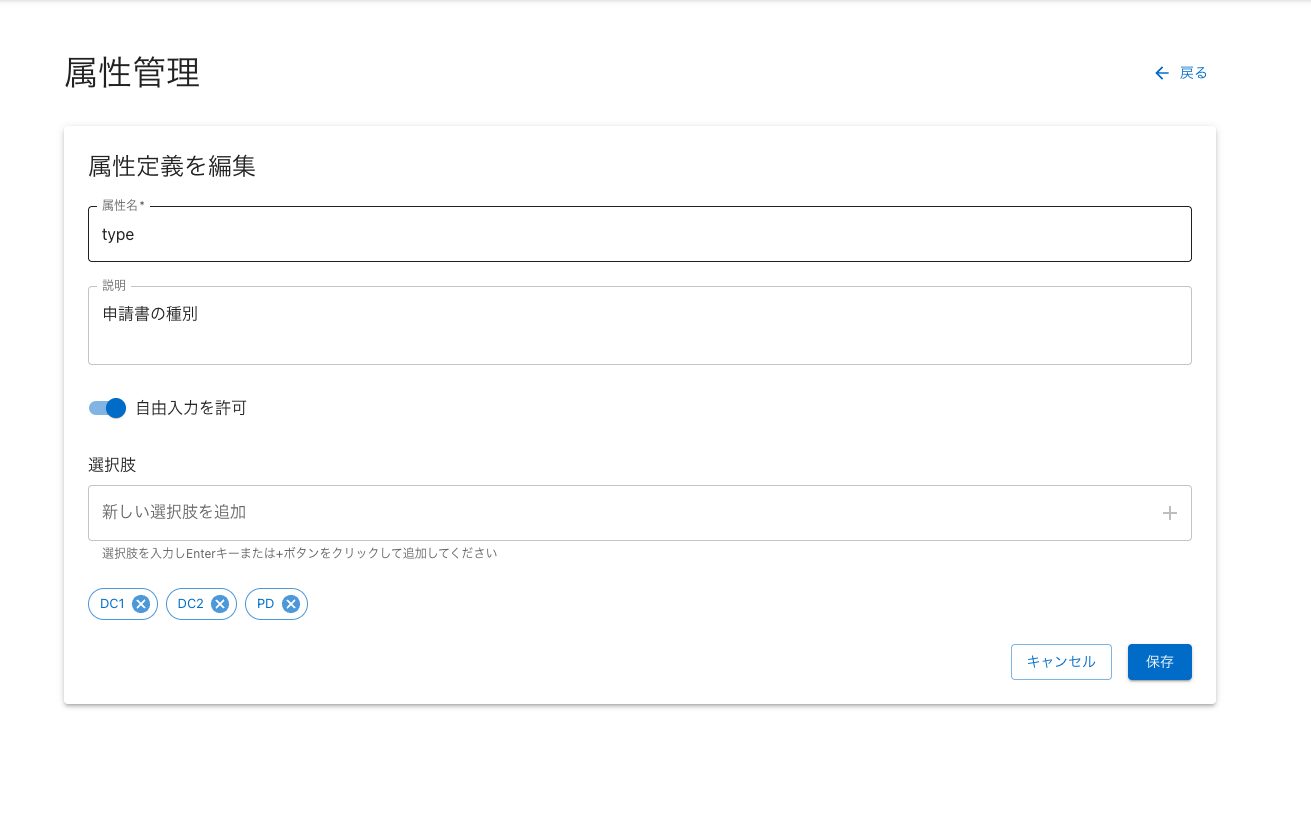 属性管理
戻る
属性定義を編集
属性名*
type
説明
申請書の種別
自由入力を許可
選択肢
新しい選択肢を追加
選択肢を入力しEnterキーまたは+ボタンをクリックして追加してください
DC1 DC2 PD
キャンセル 保存